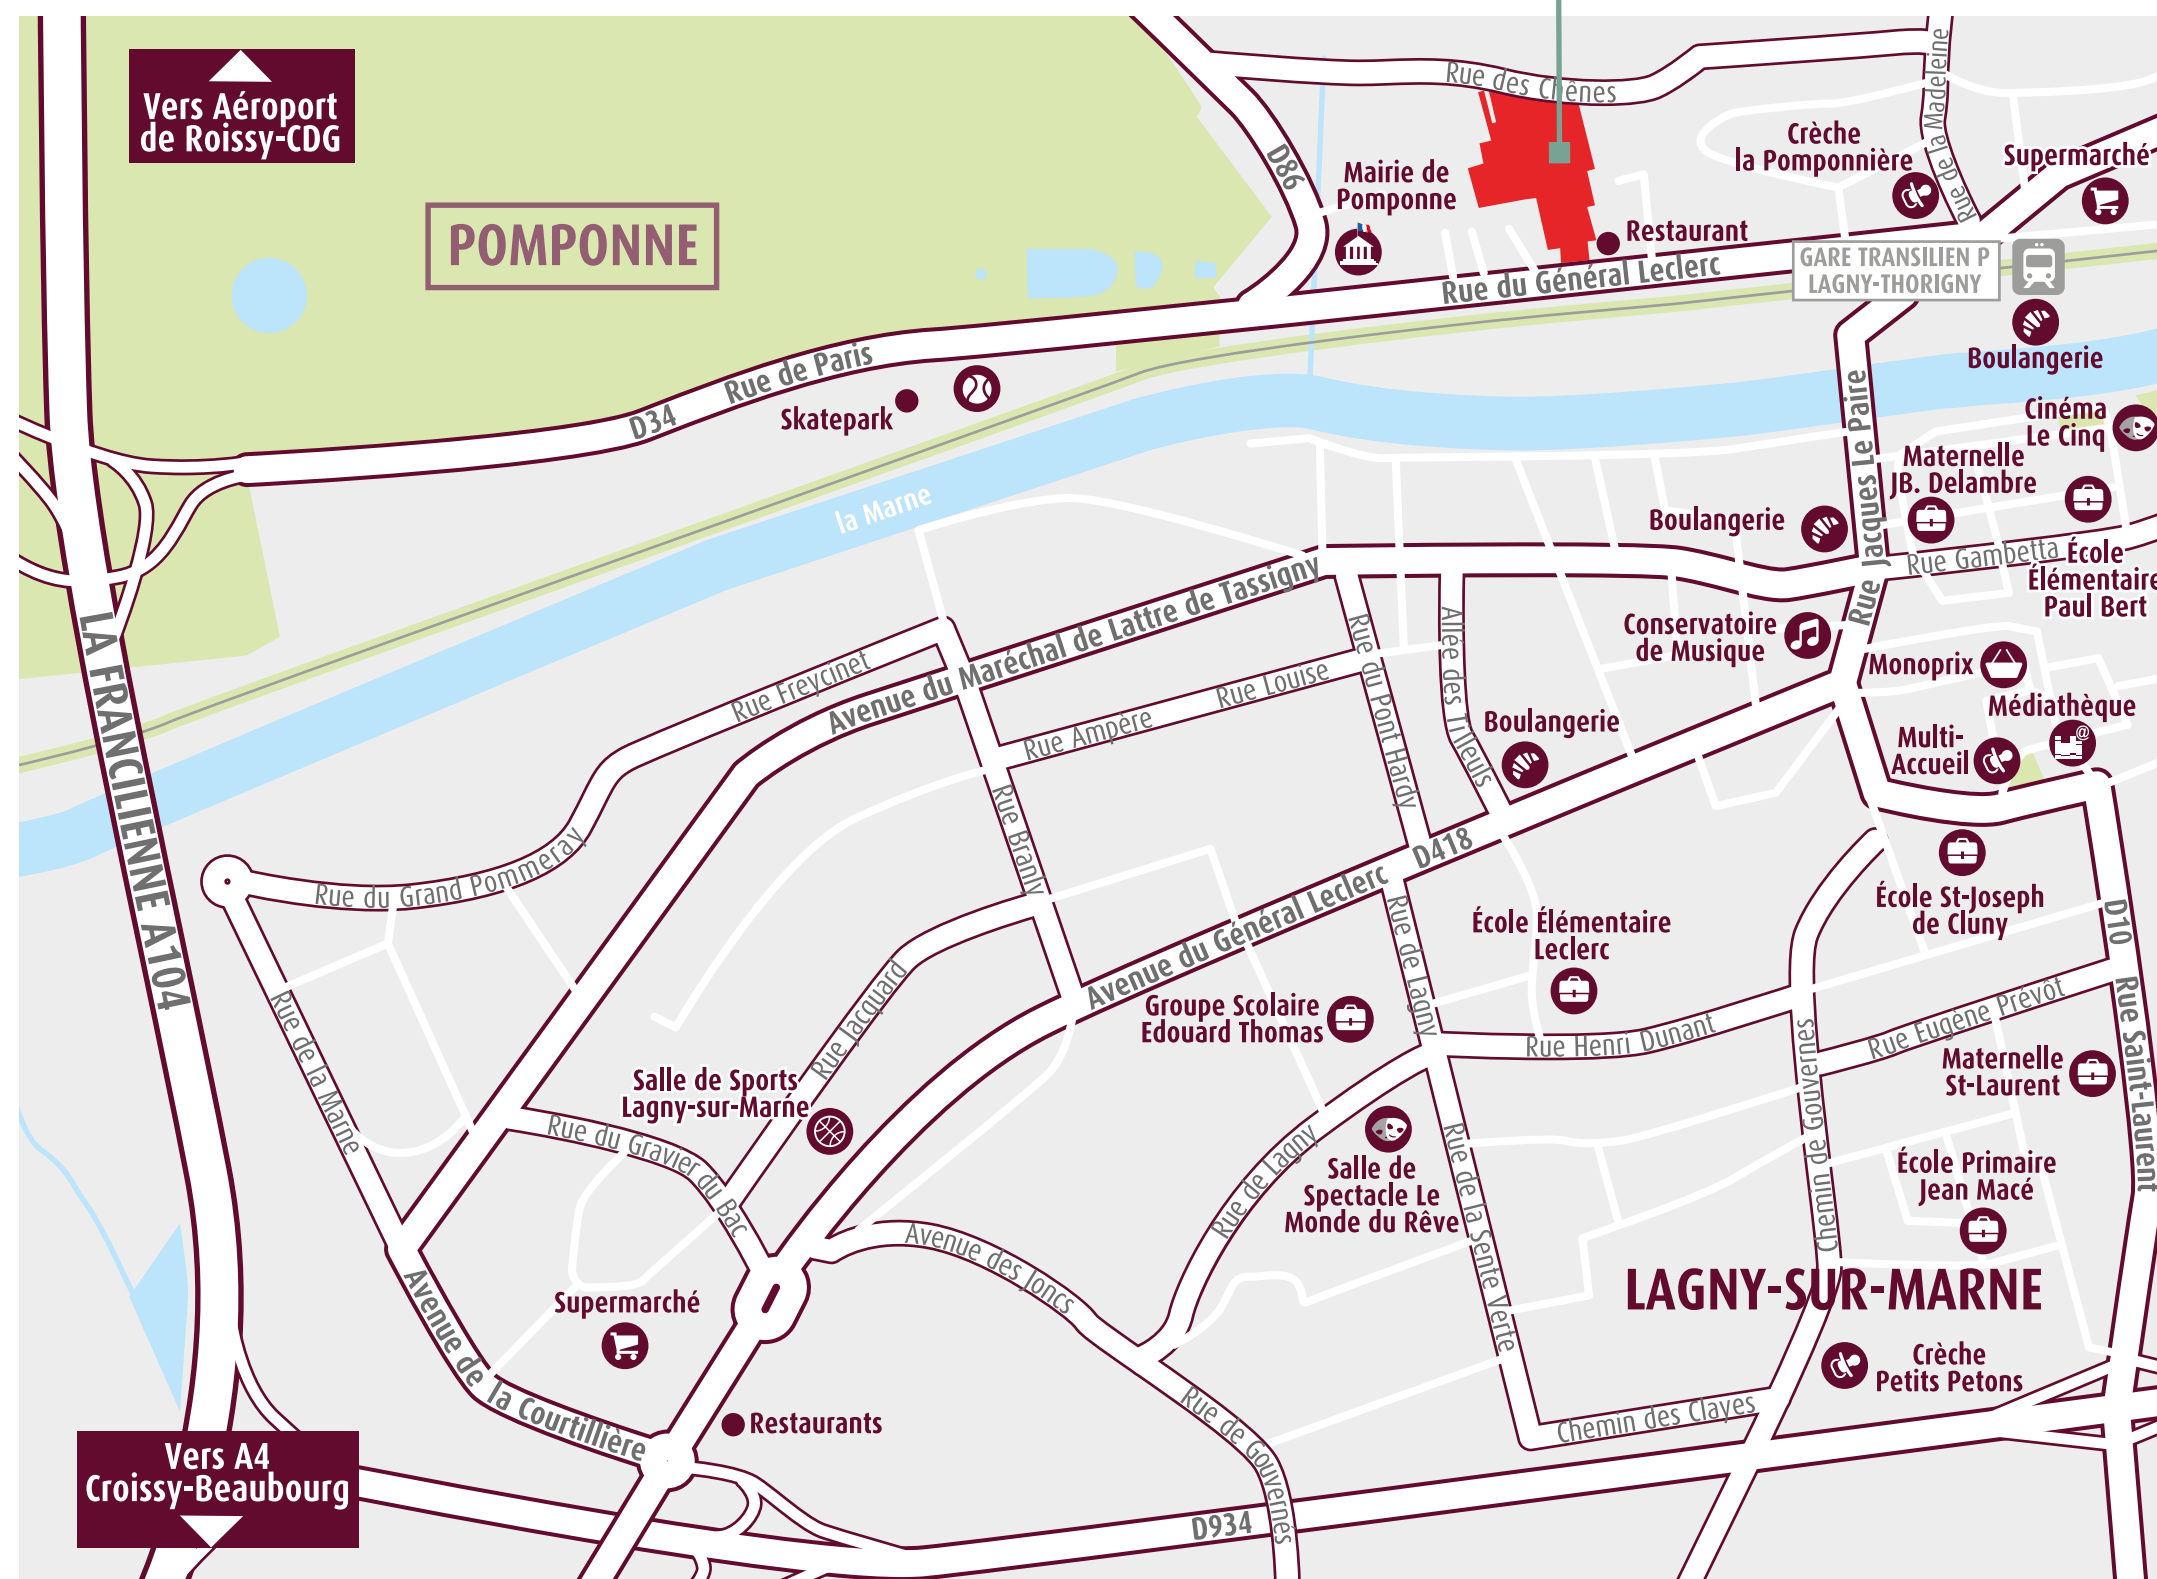 Vers Aéroport
de Roissy-CDG
POMPONNE
Rue des Chênes
D86
Mairie de
Pomponne
Crèche
la Pomponnière
Rue de la Madeleine
Supermarché
Restaurant
Rue du Général Leclerc
GARE TRANSILIEN P
LAGNY-THORIGNY
Boulangerie
Rue de Paris
D34
Skatepark
la Marne
Rue Jacques Le Paire
Cinéma
Le Cinq
Maternelle
JB. Delambre
Boulangerie
Rue Gambetta
École
Élémentaire
Paul Bert
LA FRANCILIENNE A104
Avenue du Maréchal de Lattre de Tassigny
Rue Freycinet
Rue Ampère
Rue Louise
Rue du Pont Hardy
Allée des Tilleuls
Conservatoire
de Musique
Monoprix
Médiathèque
@
Multi-
Accueil
Boulangerie
Rue Branly
Rue du Grand Pommeray
D418
Avenue du Général Leclerc
École St-Joseph
de Cluny
D10
École Élémentaire
Leclerc
Rue de Lagny
Rue Jacquard
Groupe Scolaire
Edouard Thomas
Rue Henri Dunant
Rue Eugène Prévôt
Rue Saint-Laurent
Rue de la Marne
Salle de Sports
Lagny-sur-Marne
Maternelle
St-Laurent
Chemin de Gouvernes
Rue du Gravier du Bac
Rue de Lagny
Salle de
Spectacle Le
Monde du Rêve
Rue de la Sente Verte
École Primaire
Jean Macé
Avenue des Joncs
LAGNY-SUR-MARNE
Supermarché
Avenue de la Courtillière
Crèche
Petits Petons
Restaurants
Rue de Gouvernes
Chemin des Clayes
Vers A4
Croissy-Beaubourg
D934